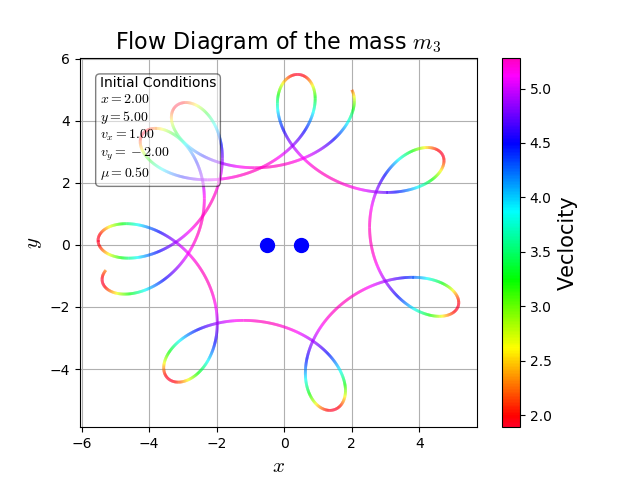 Flow Diagram of the mass $m_3$
Initial Conditions
x = 2.00
y = 5.00
v_x = 1.00
v_y = −2.00
μ = 0.50
6
4
2
0
−2
−4
y
−6
−4
−2
0
2
4
x
5.0
4.5
4.0
3.5
3.0
2.5
2.0
Veclocity